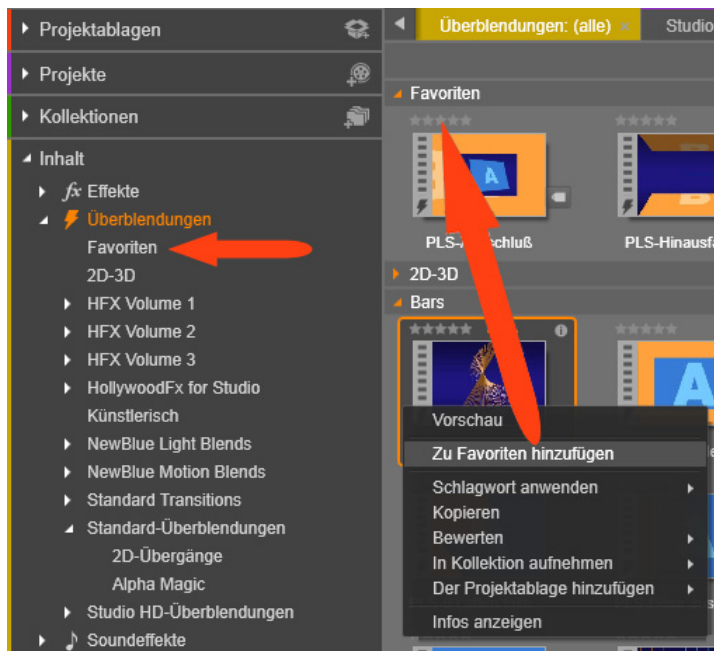 Projektablagen
Projekte
Kollektionen
Inhalt
fx Effekte
Überblendungen
Favoriten
2D-3D
HFX Volume 1
HFX Volume 2
HFX Volume 3
HollywoodFx for Studio
Künstlerisch
NewBlue Light Blends
NewBlue Motion Blends
Standard Transitions
Standard-Überblendungen
2D-Übergänge
Alpha Magic
Studio HD-Überblendungen
Soundeffekte
Überblendungen: (alle) × Studio
Favoriten
A B
2D-3D
Bars
A
Vorschau
Zu Favoriten hinzufügen
Schlagwort anwenden
Kopieren
Bewerten
In Kollektion aufnehmen
Der Projektablage hinzufügen
Infos anzeigen